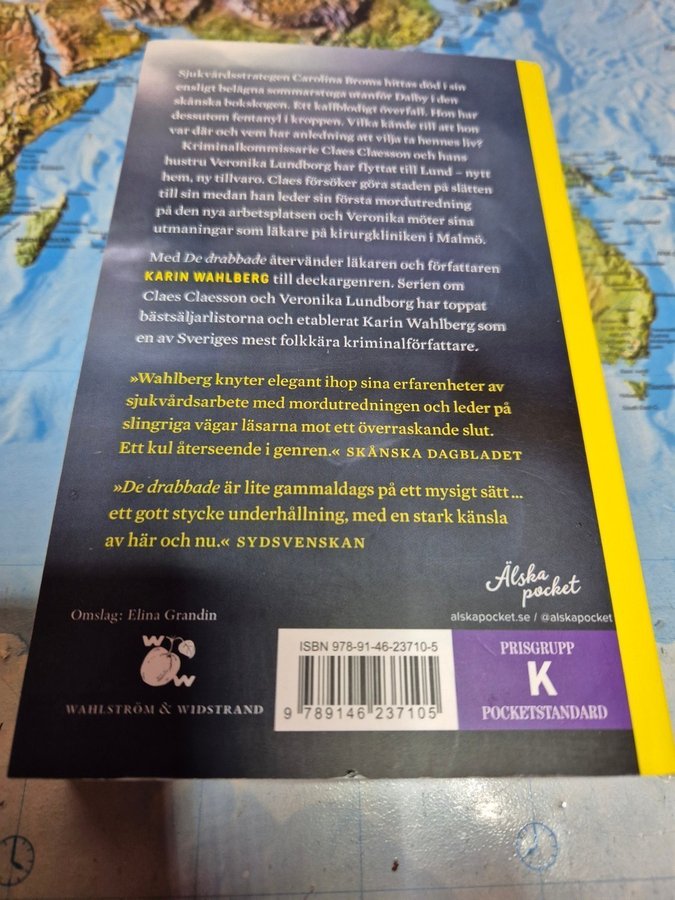 Sjukvårdsstrategen Carolina Broms hittas död i sin
ensligt belägna sommarstuga utanför Dalby i den
skånska bokskogen. Ett kallblodigt överfall. Hon har
dessutom fentanyl i kroppen. Vilka kände till att hon
var där och vem har anledning att vilja ta hennes liv?
Kriminalkommissarie Claes Claesson och hans
hustru Veronika Lundborg har flyttat till Lund – nytt
hem, ny tillvaro. Claes försöker göra staden på slätten
till sin medan han leder sin första mordutredning
på den nya arbetsplatsen och Veronika möter sina
utmaningar som läkare på kirurgkliniken i Malmö.
Med De drabbade återvänder läkaren och författaren
KARIN WAHLBERG till deckargenren. Serien om
Claes Claesson och Veronika Lundborg har toppat
bästsäljarlistorna och etablerat Karin Wahlberg som
en av Sveriges mest folkkära kriminalförfattare.
»Wahlberg knyter elegant ihop sina erfarenheter av
sjukvårdsarbete med mordutredningen och leder på
slingriga vägar läsarna mot ett överraskande slut.
Ett kul återseende i genren.« SKÅNSKA DAGBLADET
»De drabbade är lite gammaldags på ett mysigt sätt ...
ett gott stycke underhållning, med en stark känsla
av här och nu.« SYDSVENSKAN
Älska
pocket
alskapocket.se / @alskapocket
Omslag: Elina Grandin
W W
WAHLSTRÖM & WIDSTRAND
ISBN 978-91-46-23710-5
9 789146 237105
PRISGRUPP
K
POCKETSTANDARD